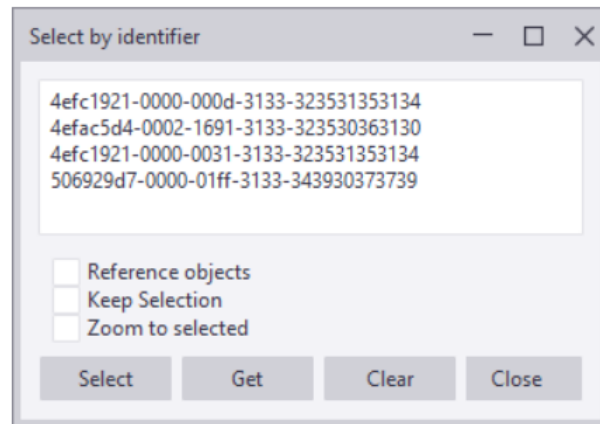 Select by identifier
4efc1921-0000-000d-3133-323531353134
4efac5d4-0002-1691-3133-323530363130
4efc1921-0000-0031-3133-323531353134
506929d7-0000-01ff-3133-343930373739
Reference objects
Keep Selection
Zoom to selected
Select Get Clear Close